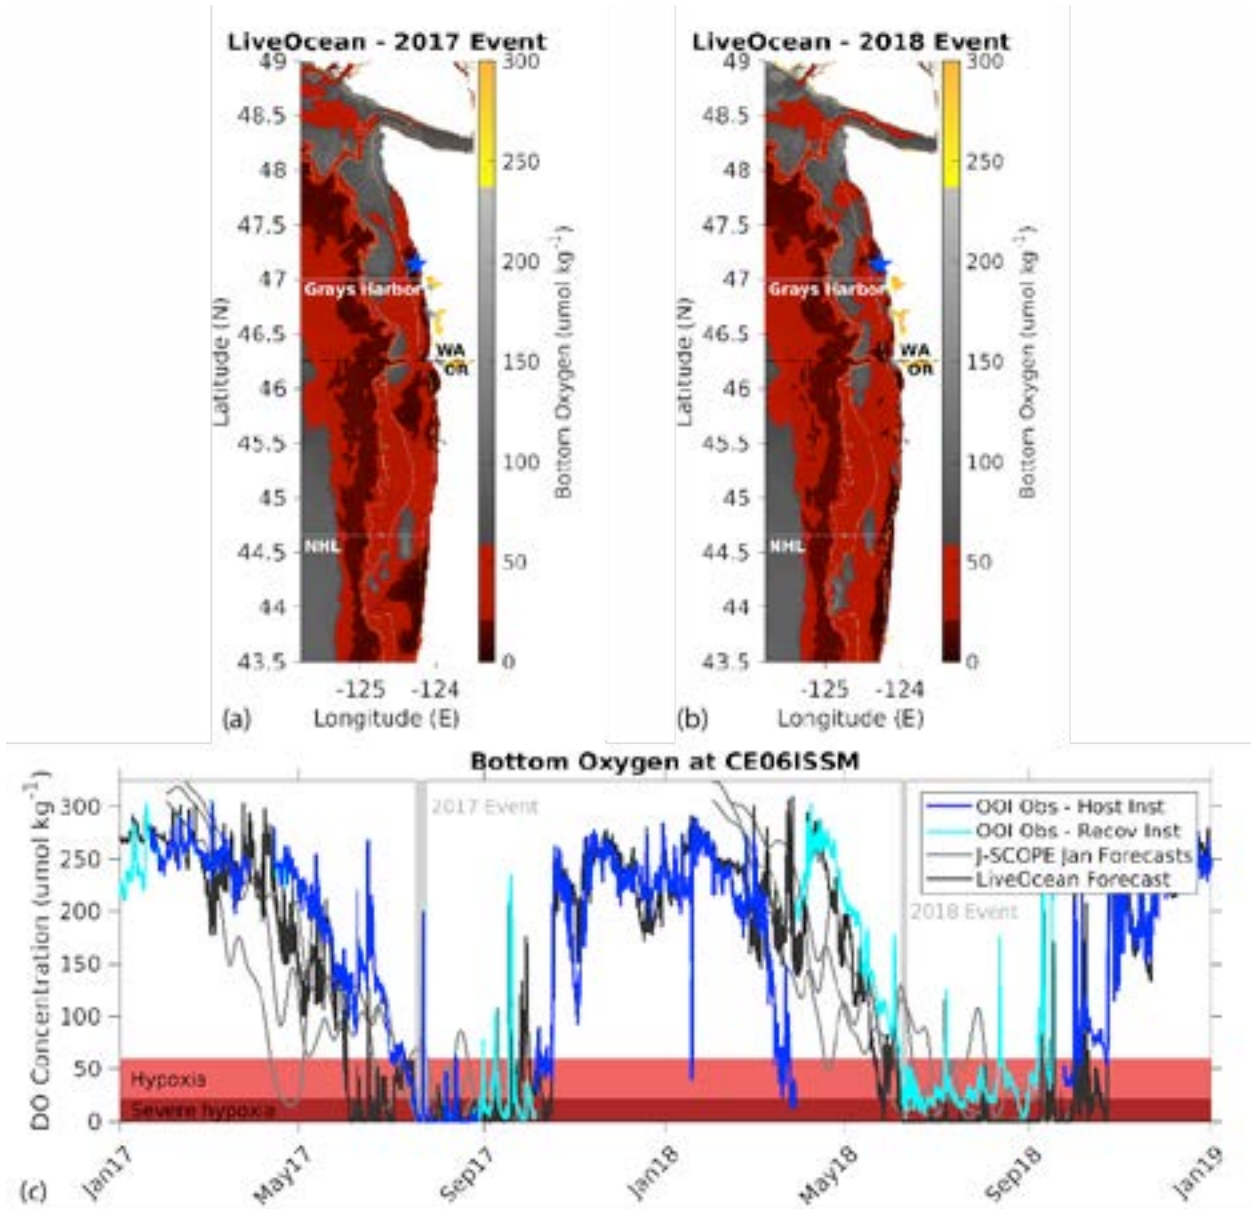 LiveOcean - 2017 Event
49
48.5
48
47.5
47
46.5
46
45.5
45
44.5
44
43.5
Latitude (N)
Grays Harbor
WA
OR
NHL
-125
-124
Longitude (E)
300
250
200
150
100
50
0
Bottom Oxygen (umol kg⁻¹)
(a)
LiveOcean - 2018 Event
49
48.5
48
47.5
47
46.5
46
45.5
45
44.5
44
43.5
Latitude (N)
Grays Harbor
WA
OR
NHL
-125
-124
Longitude (E)
300
250
200
150
100
50
0
Bottom Oxygen (umol kg⁻¹)
(b)
Bottom Oxygen at CE06ISSM
DO Concentration (umol kg⁻¹)
300
250
200
150
100
50
0
2017 Event
OOI Obs - Host Inst
OOI Obs - Recov Inst
J-SCOPE Jan Forecasts
LiveOcean Forecast
2018 Event
Hypoxia
Severe hypoxia
Jan17
May17
Sep17
Jan18
May18
Sep18
Jan19
(c)